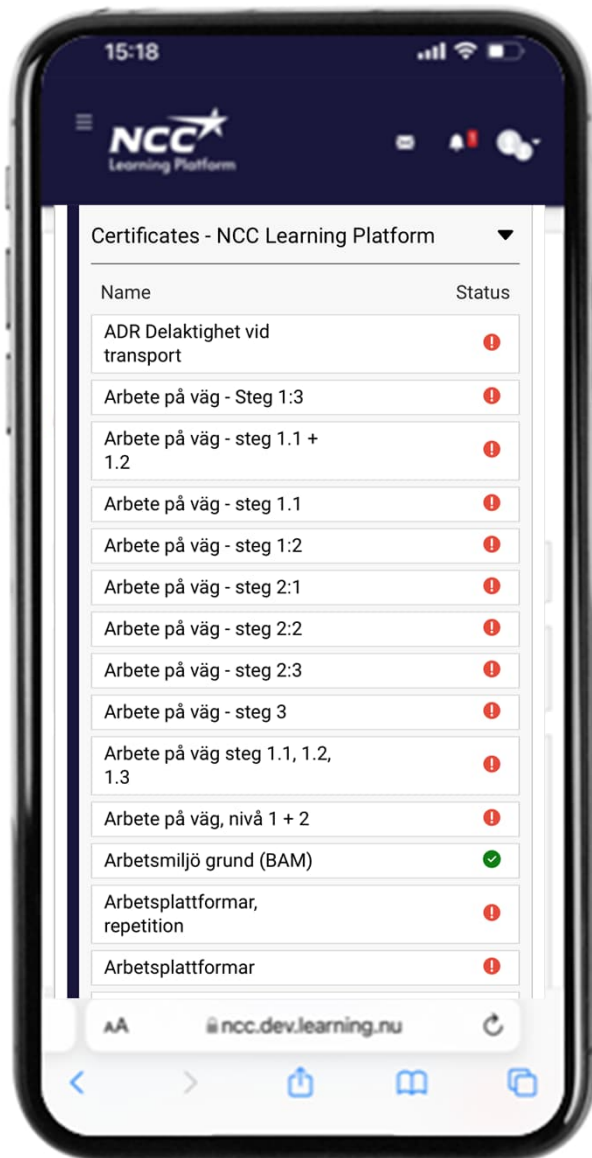 15:18
NCC
Learning Platform
Certificates - NCC Learning Platform
Name Status
ADR Delaktighet vid
transport
Arbete på väg - Steg 1:3
Arbete på väg - steg 1.1 +
1.2
Arbete på väg - steg 1.1
Arbete på väg - steg 1:2
Arbete på väg - steg 2:1
Arbete på väg - steg 2:2
Arbete på väg - steg 2:3
Arbete på väg - steg 3
Arbete på väg steg 1.1, 1.2,
1.3
Arbete på väg, nivå 1 + 2
Arbetsmiljö grund (BAM)
Arbetsplattformar,
repetition
Arbetsplattformar
AA ncc.dev.learning.nu